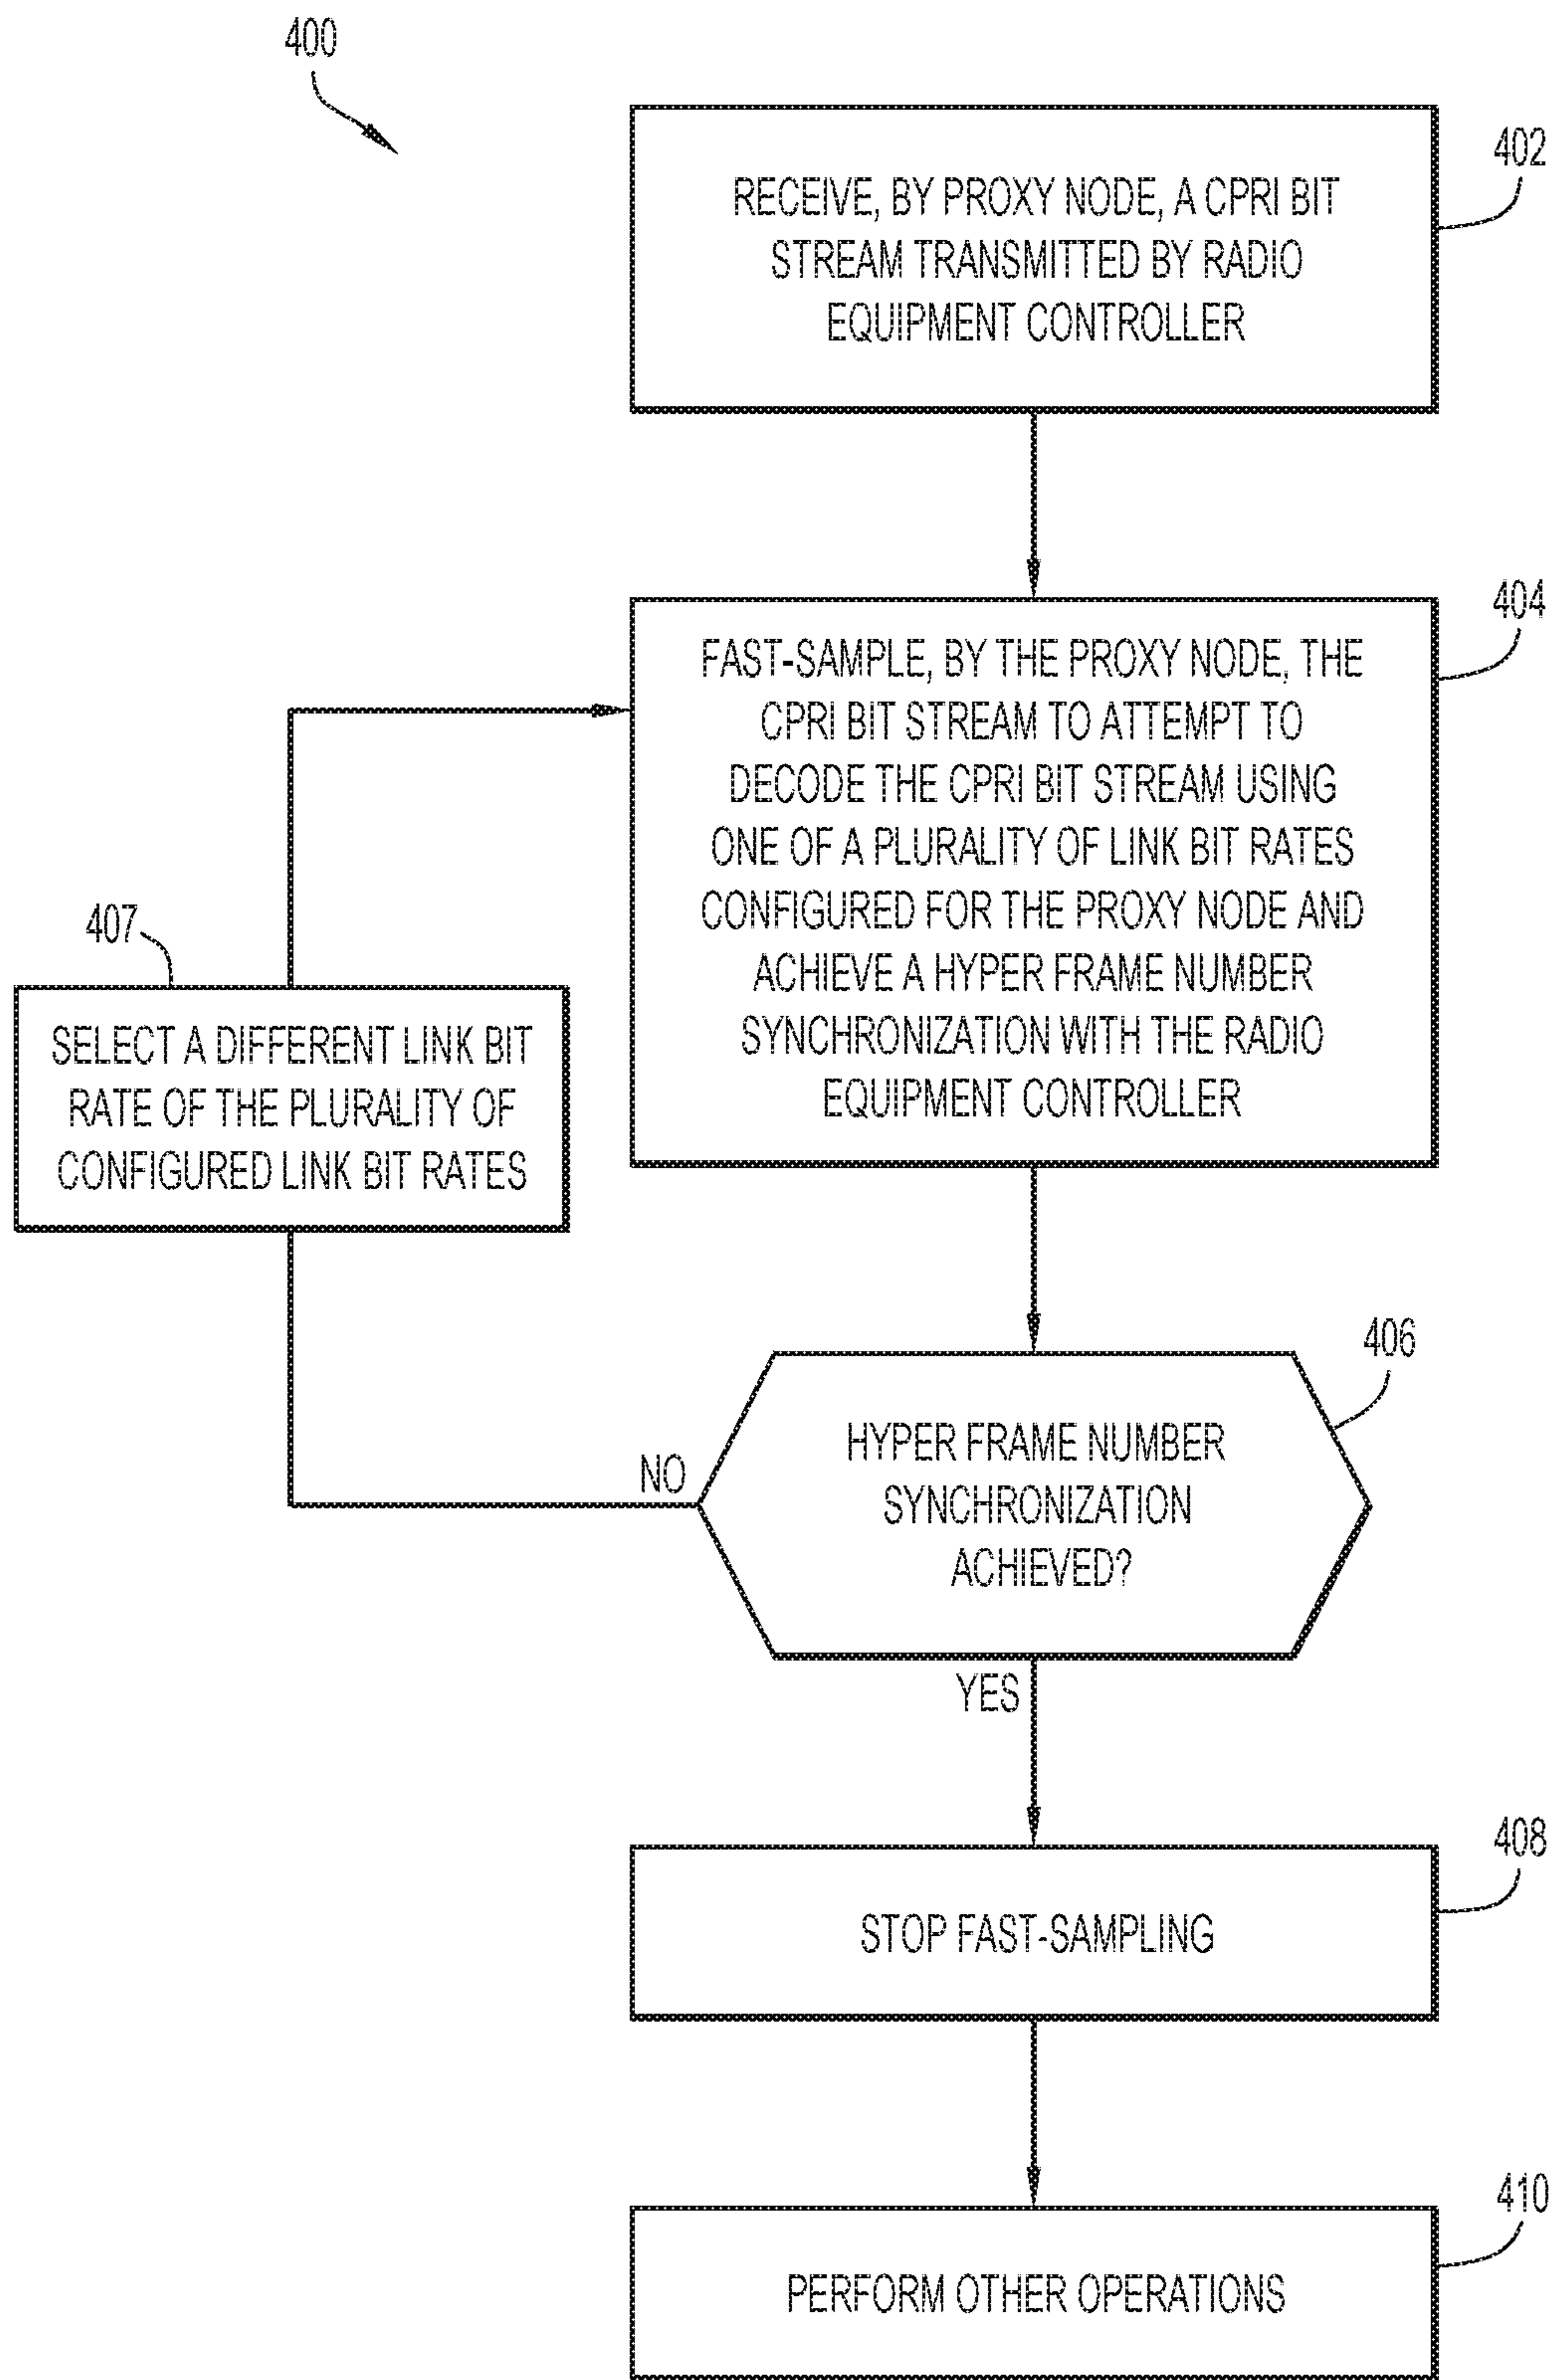 400
402
RECEIVE, BY PROXY NODE, A CPRI BIT
STREAM TRANSMITTED BY RADIO
EQUIPMENT CONTROLLER
404
FAST-SAMPLE, BY THE PROXY NODE, THE
CPRI BIT STREAM TO ATTEMPT TO
DECODE THE CPRI BIT STREAM USING
ONE OF A PLURALITY OF LINK BIT RATES
CONFIGURED FOR THE PROXY NODE AND
ACHIEVE A HYPER FRAME NUMBER
SYNCHRONIZATION WITH THE RADIO
EQUIPMENT CONTROLLER
407
SELECT A DIFFERENT LINK BIT
RATE OF THE PLURALITY OF
CONFIGURED LINK BIT RATES
406
HYPER FRAME NUMBER
SYNCHRONIZATION
ACHIEVED?
NO
YES
408
STOP FAST-SAMPLING
410
PERFORM OTHER OPERATIONS